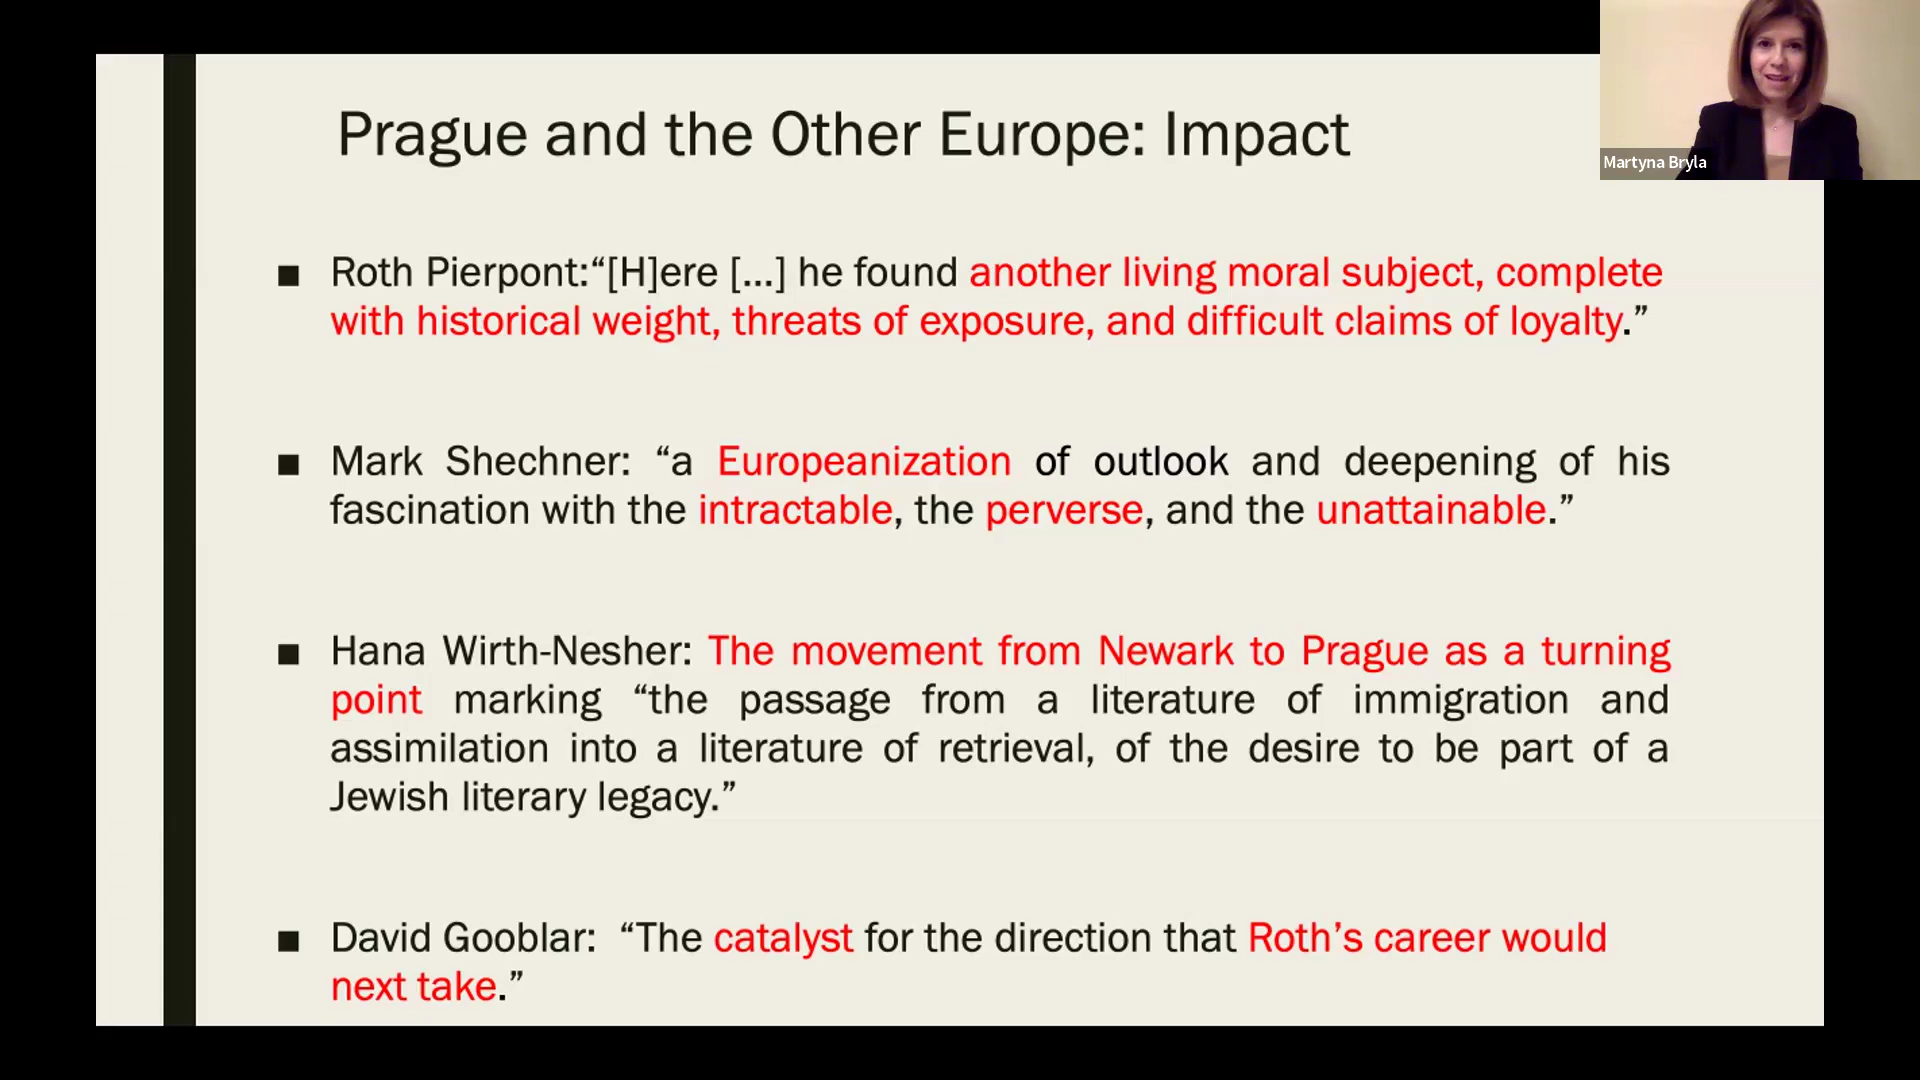 Prague and the Other Europe: Impact
Martyna Bryla
■ Roth Pierpont:“[H]ere [...] he found another living moral subject, complete
with historical weight, threats of exposure, and difficult claims of loyalty.”
■ Mark Shechner: “a Europeanization of outlook and deepening of his
fascination with the intractable, the perverse, and the unattainable.”
■ Hana Wirth-Nesher: The movement from Newark to Prague as a turning
point marking “the passage from a literature of immigration and
assimilation into a literature of retrieval, of the desire to be part of a
Jewish literary legacy.”
■ David Gooblar: “The catalyst for the direction that Roth’s career would
next take.”